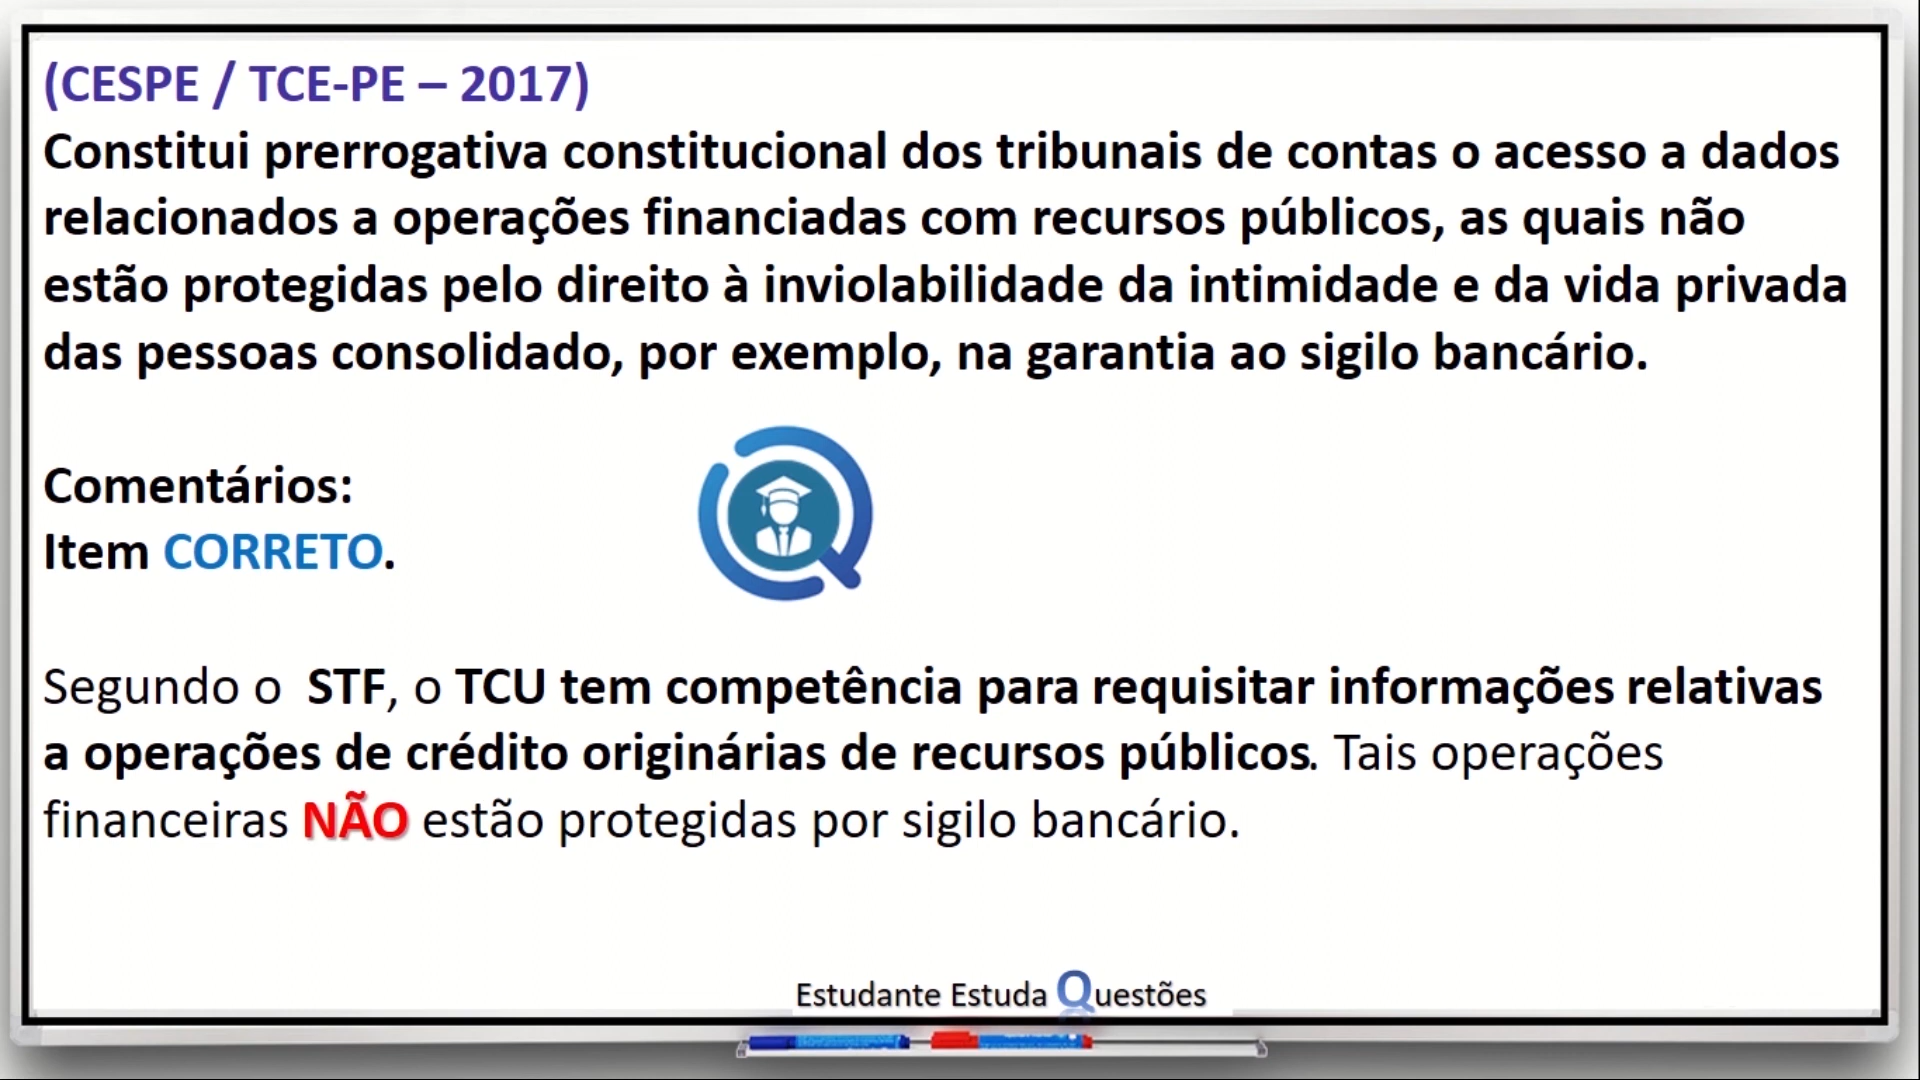 (CESPE / TCE-PE – 2017)
Constitui prerrogativa constitucional dos tribunais de contas o acesso a dados
relacionados a operações financiadas com recursos públicos, as quais não
estão protegidas pelo direito à inviolabilidade da intimidade e da vida privada
das pessoas consolidado, por exemplo, na garantia ao sigilo bancário.
Comentários:
Item CORRETO.
Segundo o STF, o TCU tem competência para requisitar informações relativas
a operações de crédito originárias de recursos públicos. Tais operações
financeiras NÃO estão protegidas por sigilo bancário.
Estudante Estuda Questões